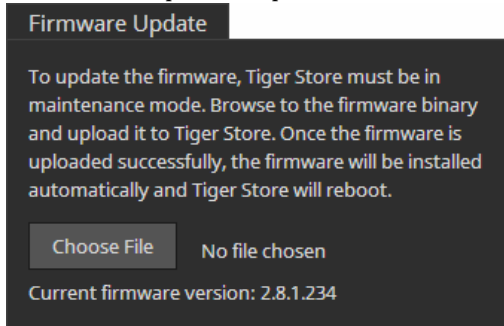 Firmware Update
To update the firmware, Tiger Store must be in
maintenance mode. Browse to the firmware binary
and upload it to Tiger Store. Once the firmware is
uploaded successfully, the firmware will be installed
automatically and Tiger Store will reboot.
Choose File No file chosen
Current firmware version: 2.8.1.234